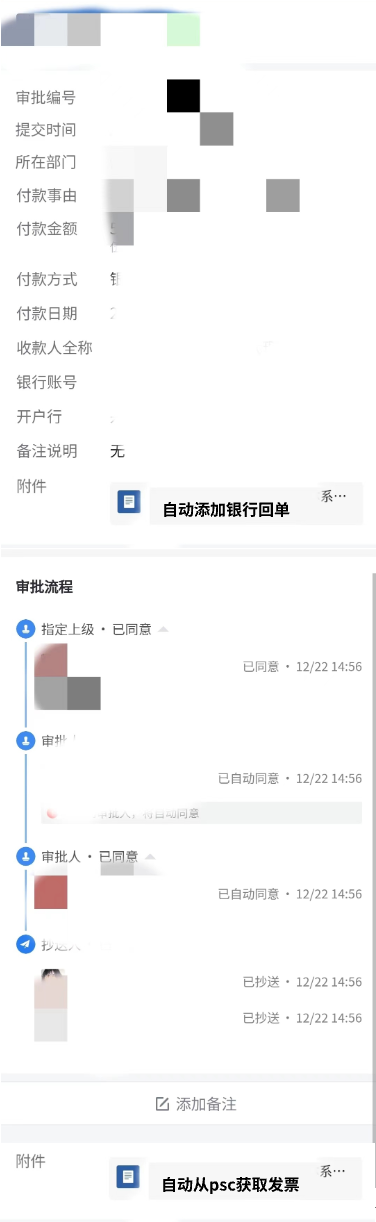 审批编号
提交时间
所在部门
付款事由
付款金额
付款方式
付款日期
收款人全称
银行账号
开户行
备注说明 无
附件
自动添加银行回单 系…
审批流程
指定上级 · 已同意
已同意 · 12/22 14:56
审批
已自动同意 · 12/22 14:56
审批人，将自动同意
审批人 · 已同意
已自动同意 · 12/22 14:56
抄送人
已抄送 · 12/22 14:56
已抄送 · 12/22 14:56
添加备注
附件
自动从psc获取发票 系…